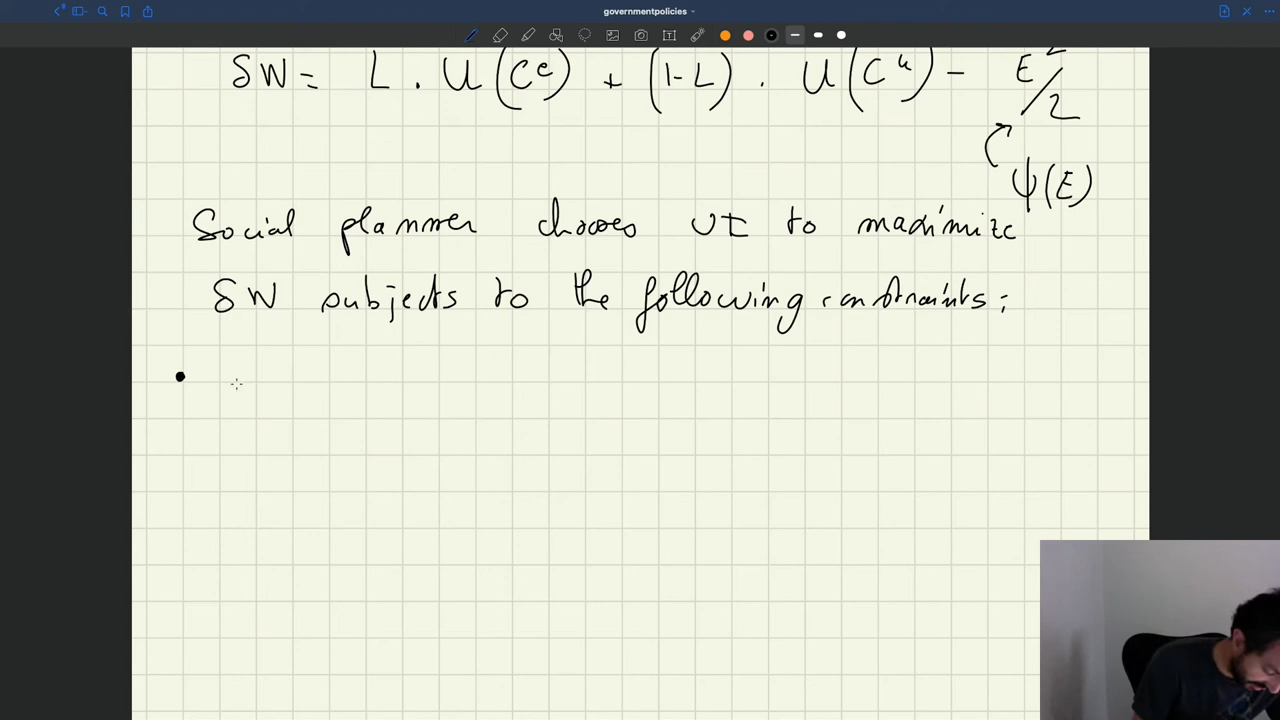 governmentpolicies
SW = L . U(C^e) + (1-L) . U(C^u) - E^2/2
ψ(E)
Social planner chooses UI to maximize
SW subjects to the following constraints: